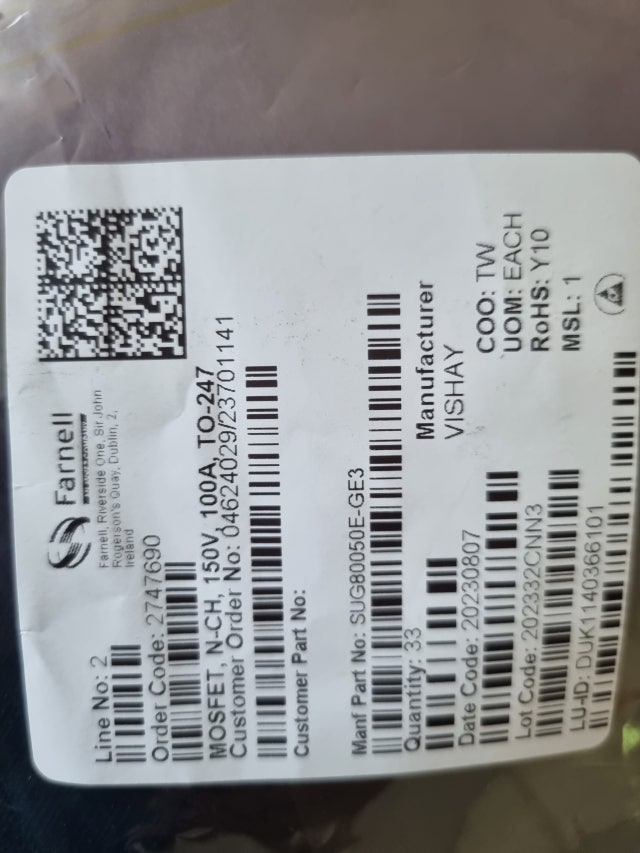 Farnell
Farnell, Riverside One, Sir John
Rogerson's Quay, Dublin, 2,
Ireland
Line No: 2
Order Code: 2747690
MOSFET, N-CH, 150V, 100A, TO-247
Customer Order No: 04624029/23701141
Customer Part No:
Manf Part No: SUG80050E-GE3
Quantity: 33
Manufacturer
VISHAY
Date Code: 20230807
Lot Code: 202332CNN3
LU-ID: DUK1140366101
COO: TW
UOM: EACH
RoHS: Y10
MSL: 1